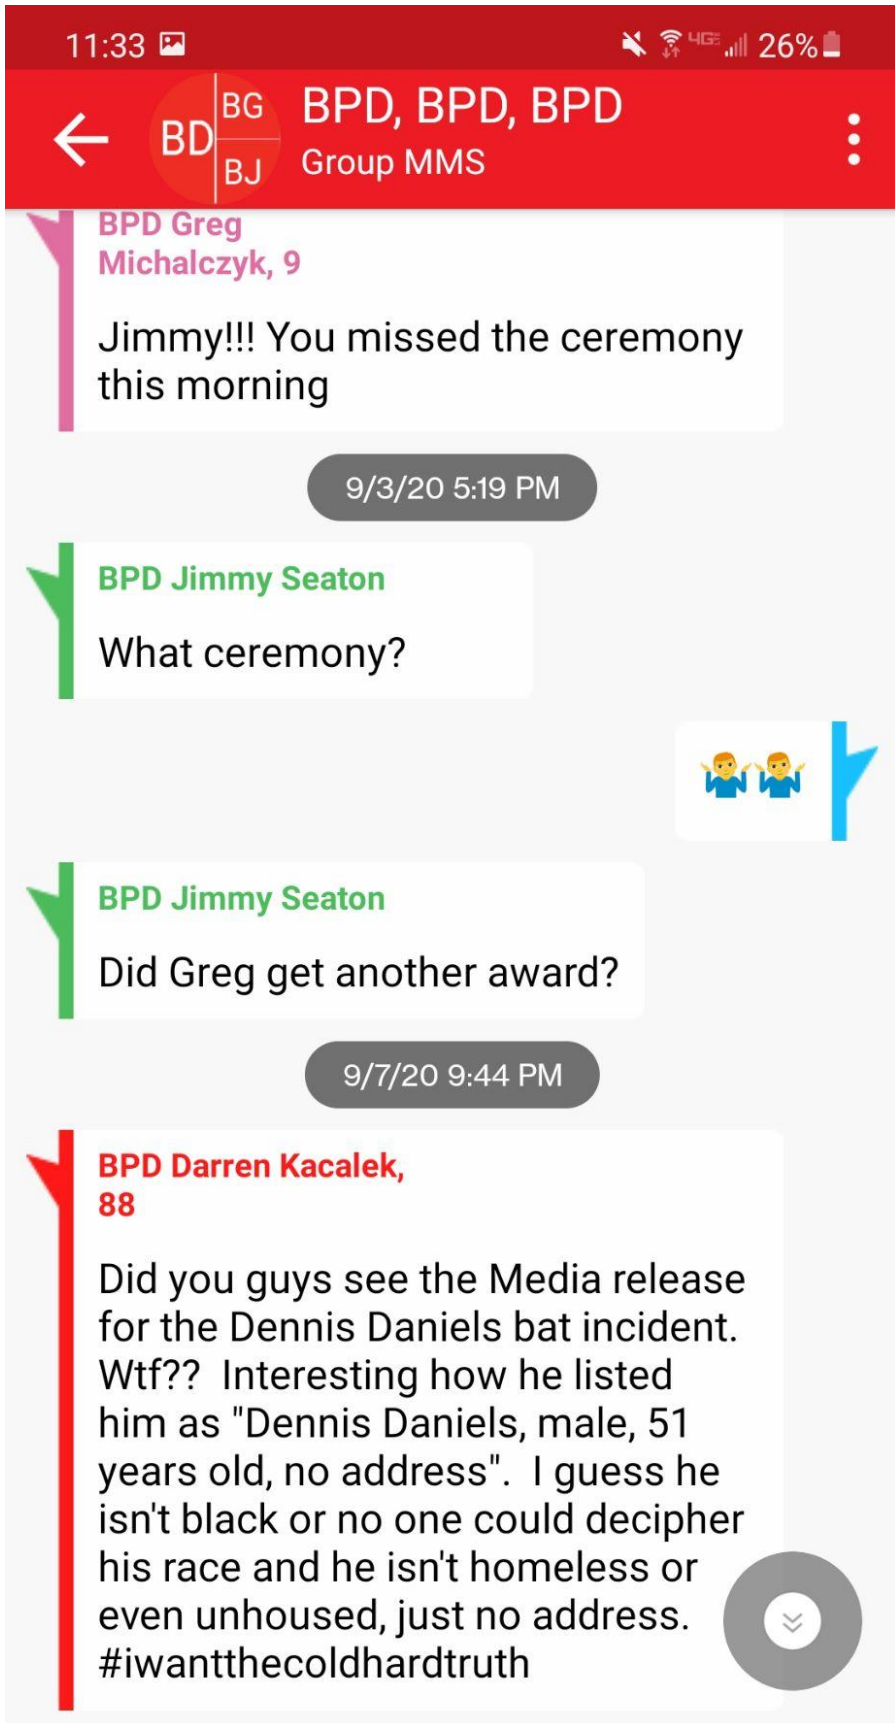 11:33
4GE 26%
BD BG BJ
BPD, BPD, BPD
Group MMS
BPD Greg
Michalczyk, 9
Jimmy!!! You missed the ceremony
this morning
9/3/20 5:19 PM
BPD Jimmy Seaton
What ceremony?
BPD Jimmy Seaton
Did Greg get another award?
9/7/20 9:44 PM
BPD Darren Kacalek,
88
Did you guys see the Media release
for the Dennis Daniels bat incident.
Wtf??  Interesting how he listed
him as "Dennis Daniels, male, 51
years old, no address".  I guess he
isn't black or no one could decipher
his race and he isn't homeless or
even unhoused, just no address.
#iwantthecoldhardtruth